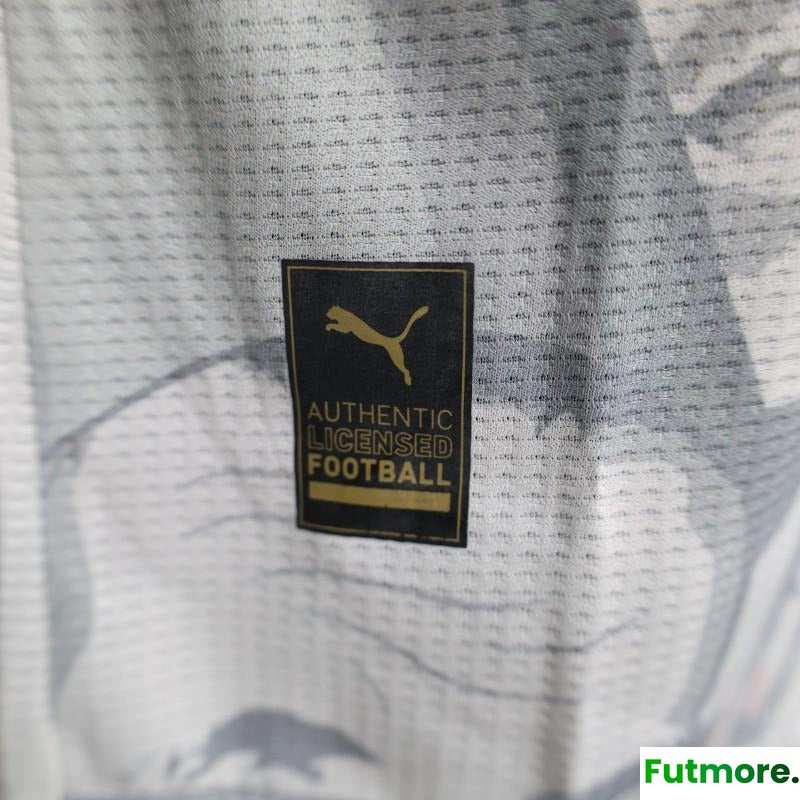 AUTHENTIC
LICENSED
FOOTBALL
Futmore.